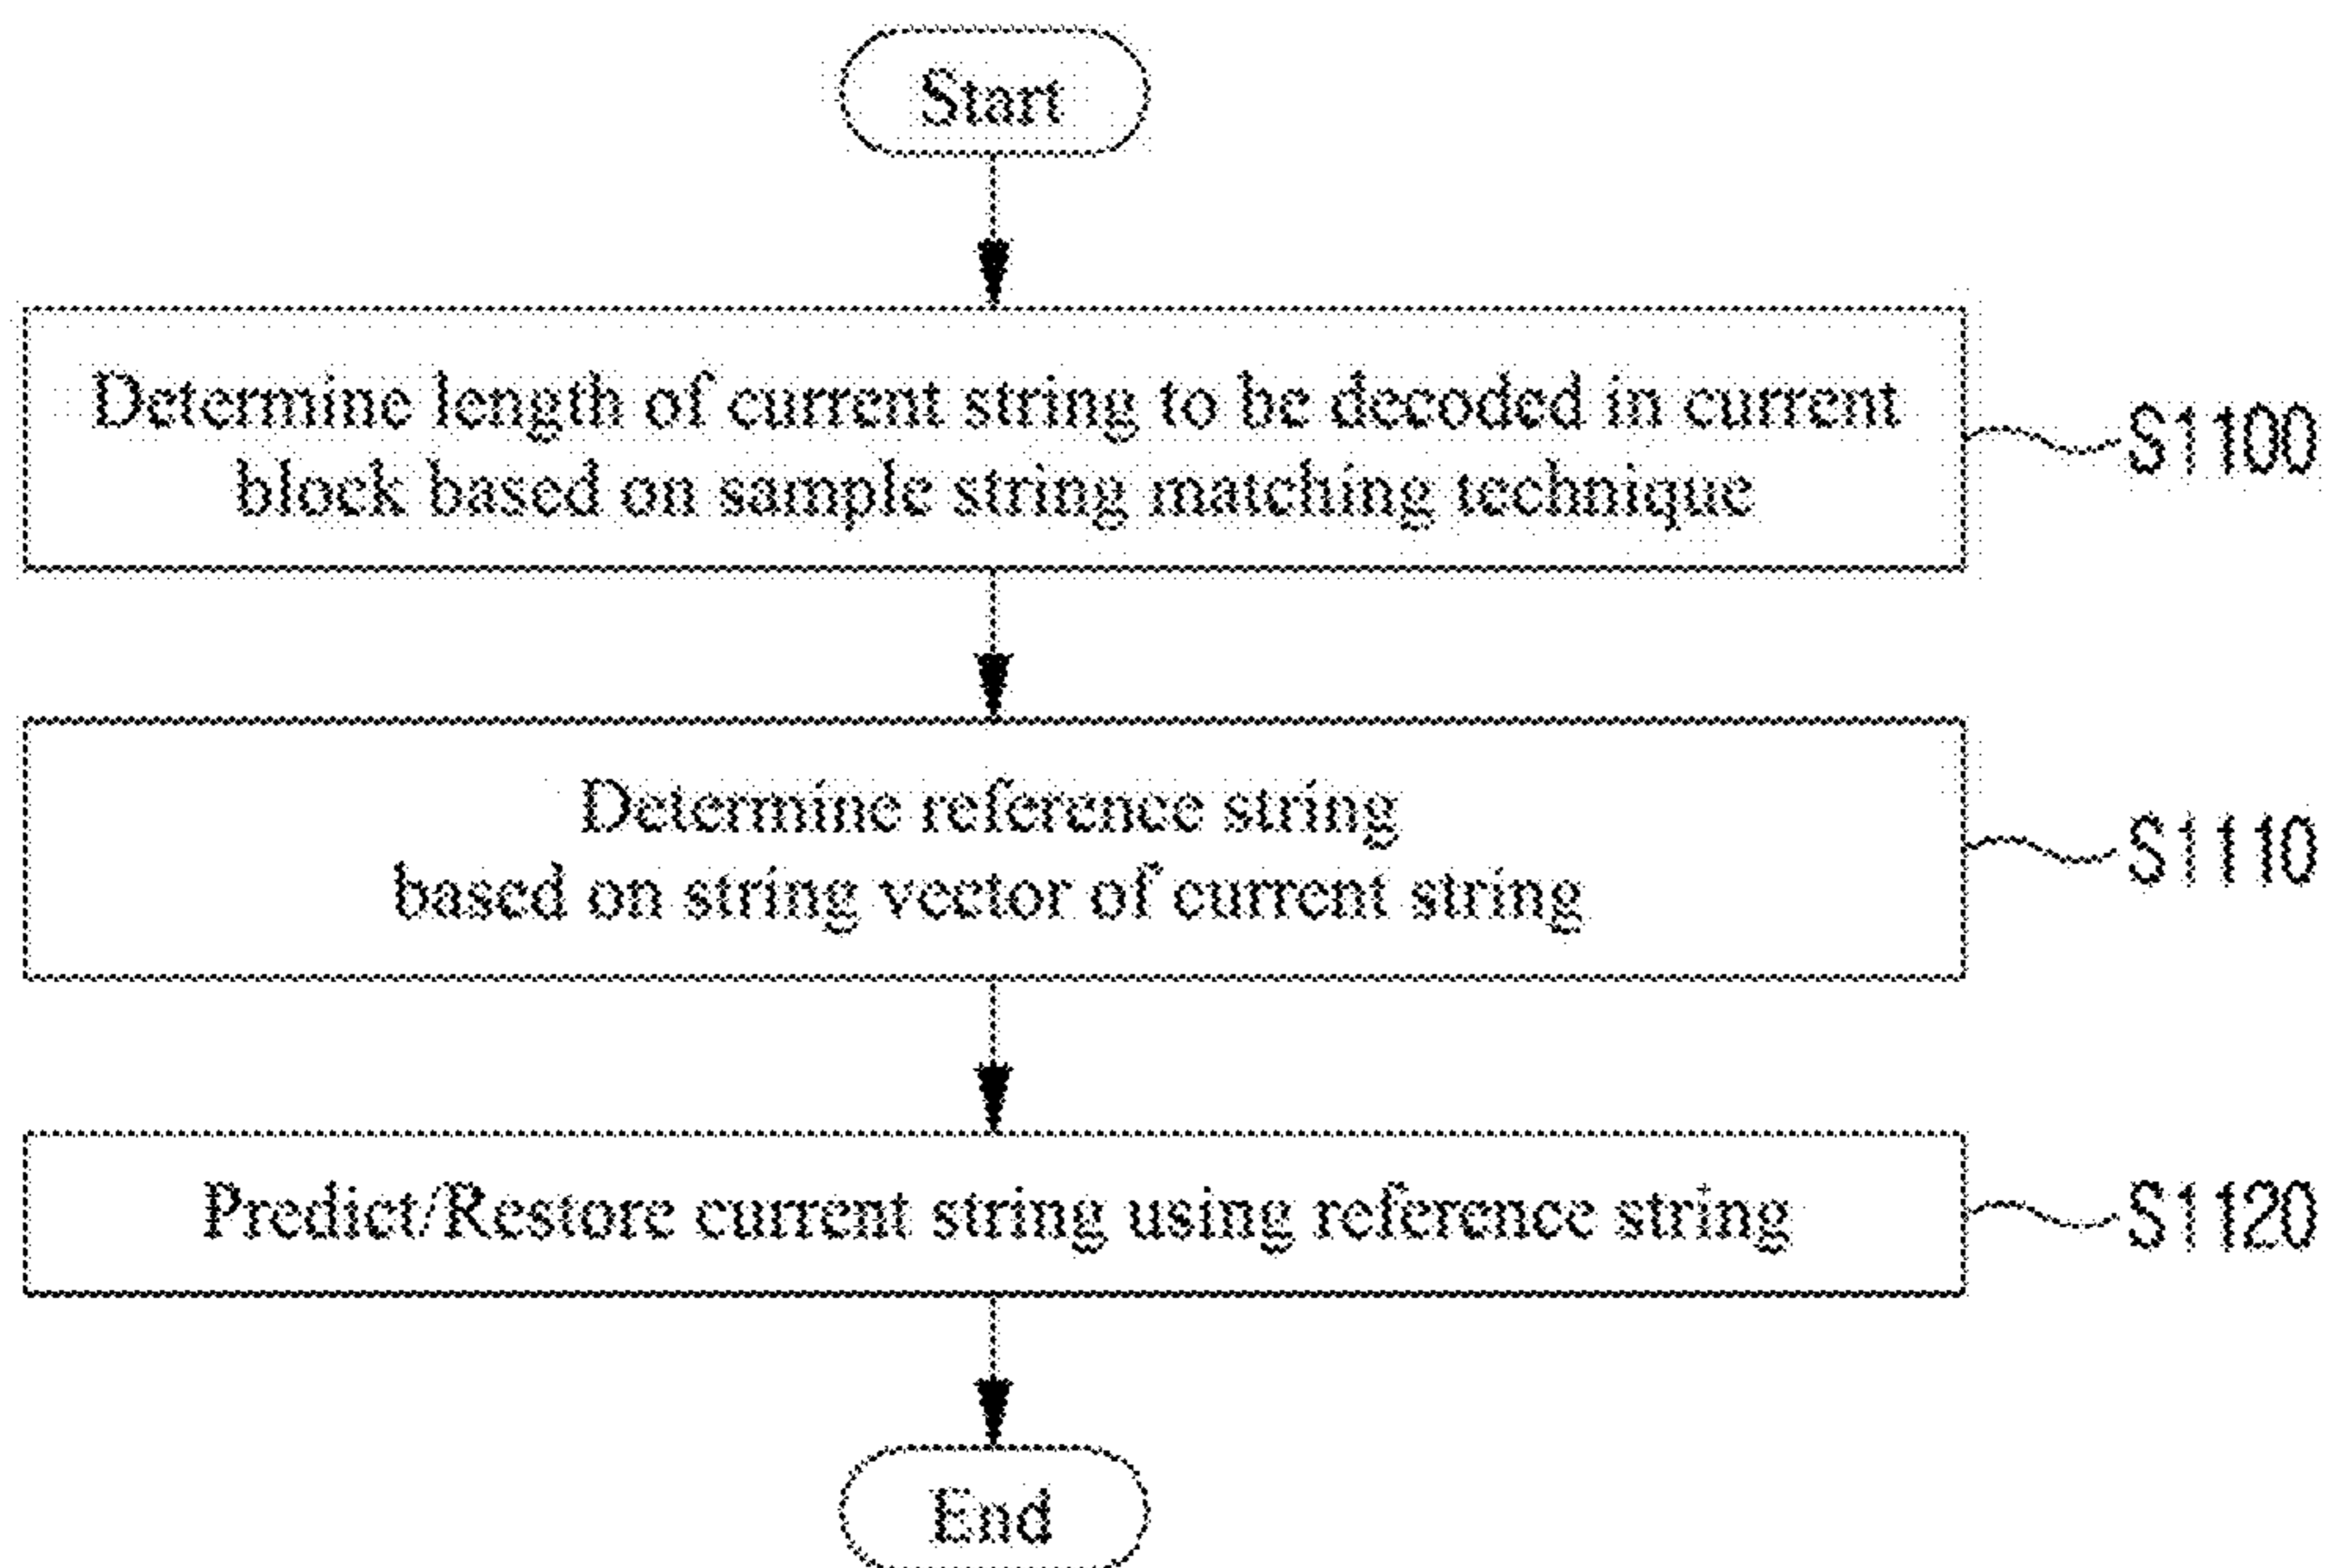 Start
Determine length of current string to be decoded in current
block based on sample string matching technique
S1100
Determine reference string
based on string vector of current string
S1110
Predict/Restore current string using reference string
S1120
End